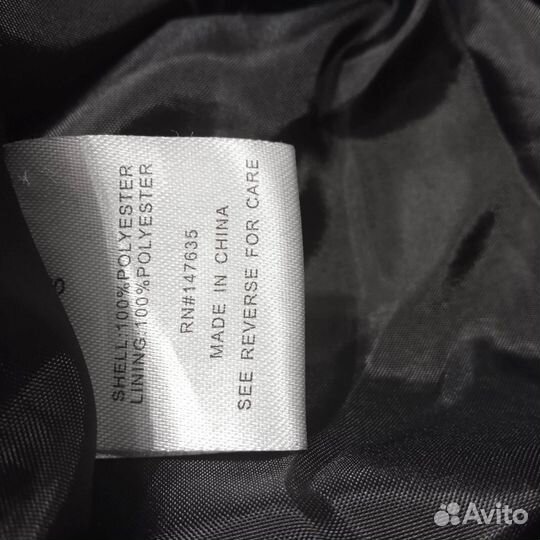 S
SHELL:100%POLYESTER
LINING:100%POLYESTER
RN#147635
MADE IN CHINA
SEE REVERSE FOR CARE
Avito